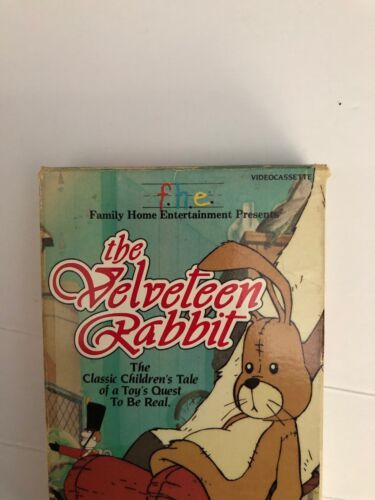 VIDEOCASSETTE
f.h.e.
Family Home Entertainment Presents
the
Velveteen
Rabbit
The
Classic Children's Tale
of a Toy's Quest
To Be Real.